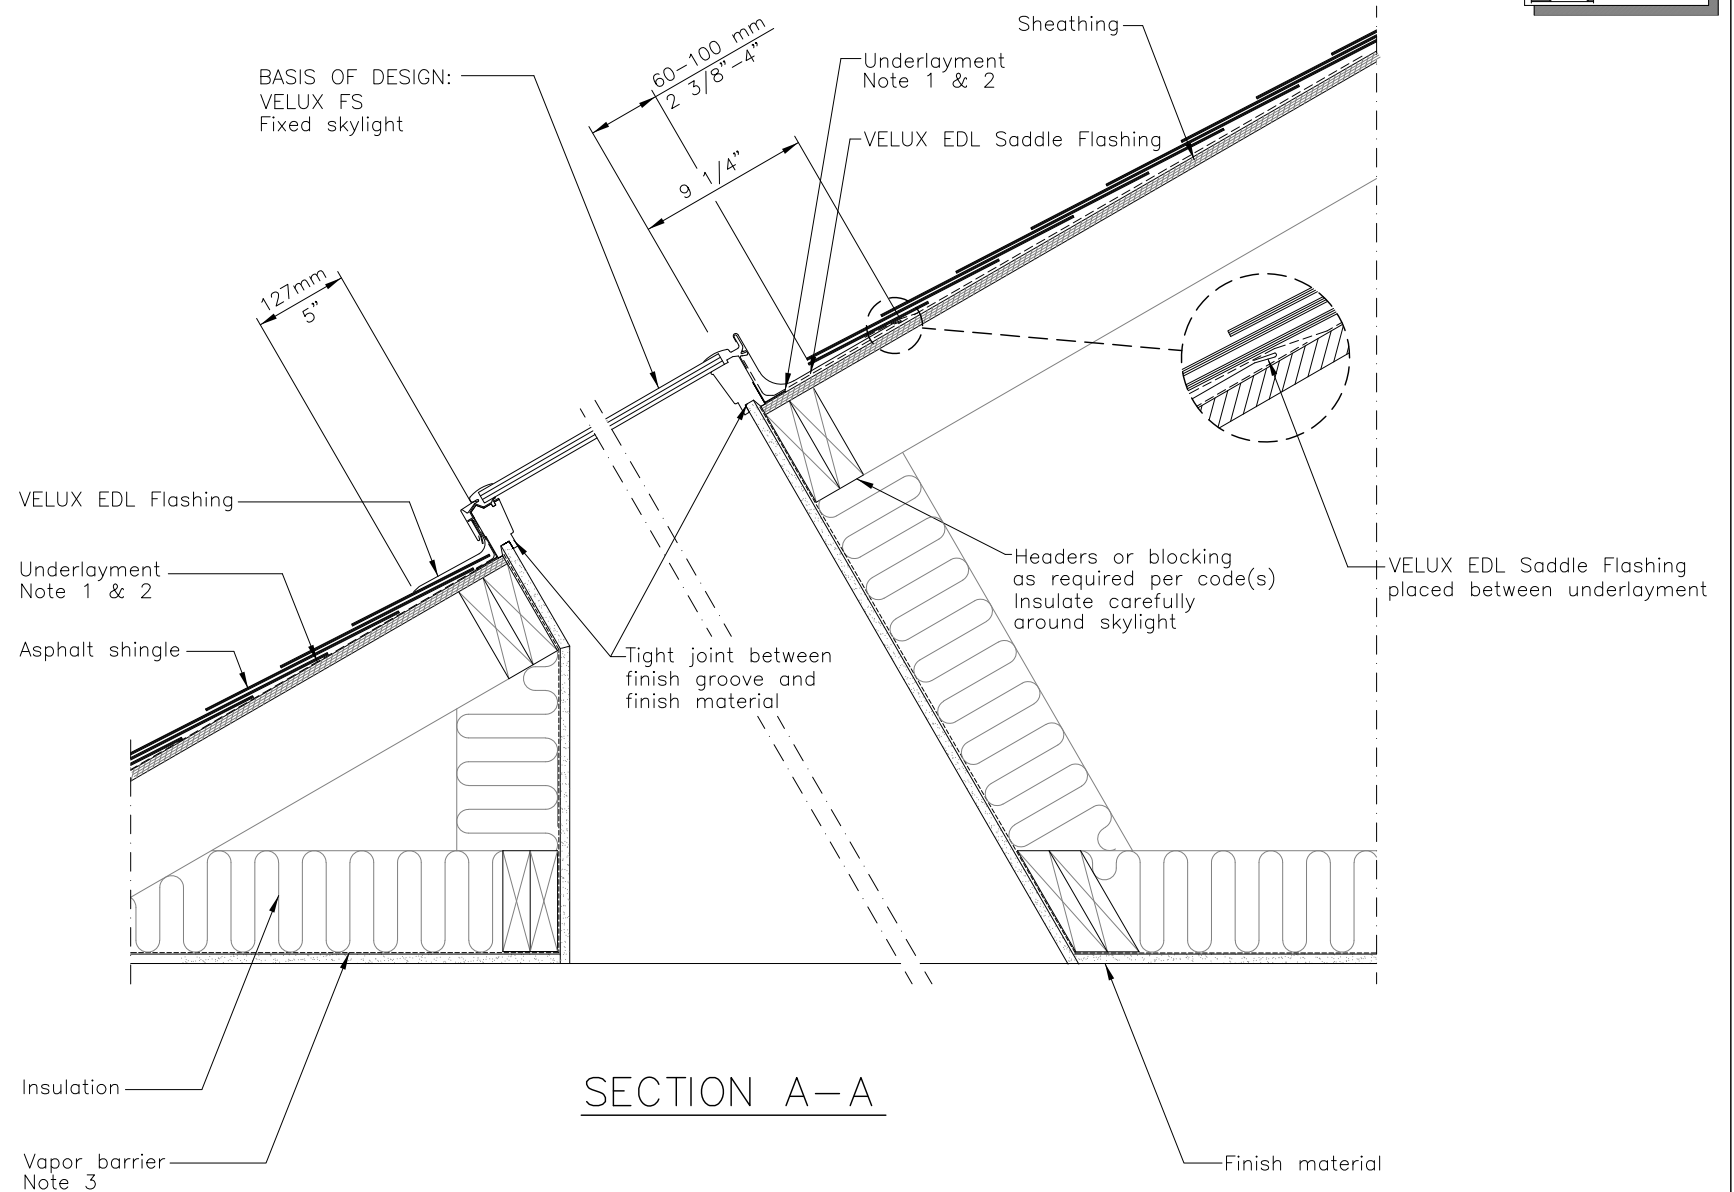 Sheathing
60-100 mm
2 3/8"-4"
Underlayment
Note 1 & 2
BASIS OF DESIGN:
VELUX FS
Fixed skylight
VELUX EDL Saddle Flashing
9 1/4"
127mm
5"
VELUX EDL Flashing
Underlayment
Note 1 & 2
Asphalt shingle
Headers or blocking
as required per code(s)
Insulate carefully
around skylight
VELUX EDL Saddle Flashing
placed between underlayment
Tight joint between
finish groove and
finish material
Insulation
SECTION A-A
Vapor barrier
Note 3
Finish material